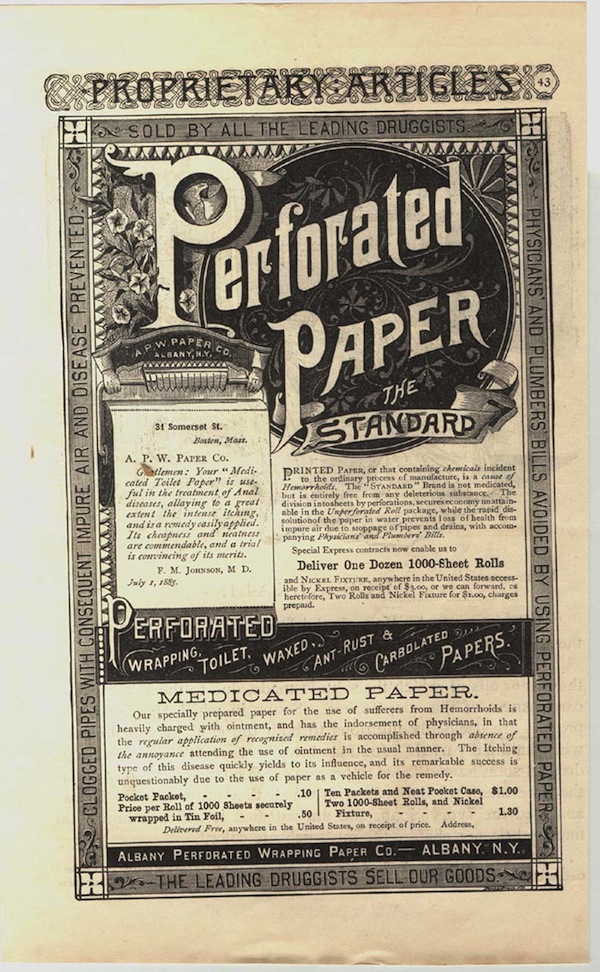 PROPRIETARY ARTICLES
43
SOLD BY ALL THE LEADING DRUGGISTS.
CLOGGED PIPES WITH CONSEQUENT IMPURE AIR AND DISEASE PREVENTED.
PHYSICIANS' AND PLUMBERS BILLS AVOIDED BY USING PERFORATED PAPER.
Perforated
PAPER
THE
STANDARD
A.P.W. PAPER CO.
ALBANY, N.Y.
31 Somerset St.
Boston, Mass.
A. P. W. PAPER CO.
Gentlemen: Your "Medi-
cated Toilet Paper" is use-
ful in the treatment of Anal
diseases, allaying to a great
extent the intense itching,
and is a remedy easily applied.
Its cheapness and neatness
are commendable, and a trial
is convincing of its merits.
F. M. JOHNSON, M D.
July 1, 1885.
PRINTED PAPER, or that containing chemicals incident
to the ordinary process of manufacture, is a cause of
Hemorrhoids. The "STANDARD" Brand is not medicated,
but is entirely free from any deleterious substance. The
division into sheets by perforations, secures economy unattain-
able in the Unperforated Roll package, while the rapid dis-
solution of the paper in water prevents loss of health from
impure air due to stoppage of pipes and drains, with accom-
panying Physicians' and Plumbers' Bills.
Special Express contracts now enable us to
Deliver One Dozen 1000-Sheet Rolls
and NICKEL FIXTURE, anywhere in the United States access-
ible by Express, on receipt of $3.00, or we can forward, as
heretofore, Two Rolls and Nickel Fixture for $1.00, charges
prepaid.
PERFORATED
WRAPPING, TOILET, WAXED, ANT-RUST & CARBOLATED PAPERS.
MEDICATED PAPER.
Our specially prepared paper for the use of sufferers from Hemorrhoids is
heavily charged with ointment, and has the indorsement of physicians, in that
the regular application of recognized remedies is accomplished through absence of
the annoyance attending the use of ointment in the usual manner. The Itching
type of this disease quickly yields to its influence, and its remarkable success is
unquestionably due to the use of paper as a vehicle for the remedy.
Pocket Packet, - - - - .10
Price per Roll of 1000 Sheets securely
wrapped in Tin Foil, - - .50
Ten Packets and Neat Pocket Case, $1.00
Two 1000-Sheet Rolls, and Nickel
Fixture, - - - - - 1.30
Delivered Free, anywhere in the United States, on receipt of price. Address,
ALBANY PERFORATED WRAPPING PAPER CO.—ALBANY. N.Y.
THE LEADING DRUGGISTS SELL OUR GOODS.